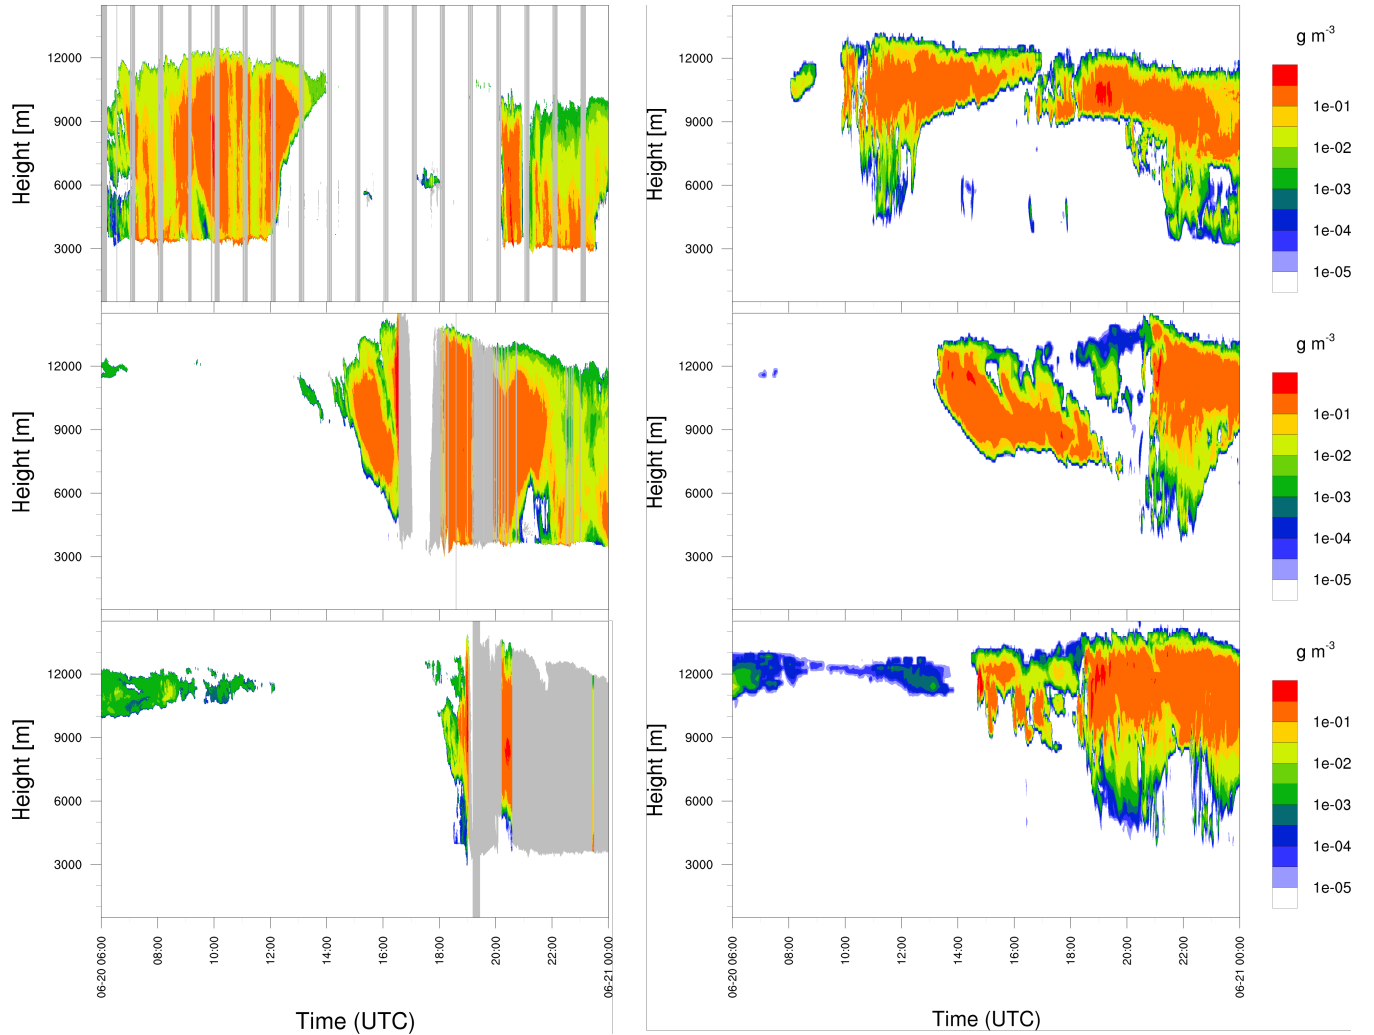 g m-3
12000
9000
6000
3000
Height [m]
12000
9000
6000
3000
Height [m]
1e-01
1e-02
1e-03
1e-04
1e-05
g m-3
12000
9000
6000
3000
Height [m]
12000
9000
6000
3000
Height [m]
1e-01
1e-02
1e-03
1e-04
1e-05
g m-3
12000
9000
6000
3000
Height [m]
12000
9000
6000
3000
Height [m]
1e-01
1e-02
1e-03
1e-04
1e-05
06-20 06:00
08:00
10:00
12:00
14:00
16:00
18:00
20:00
22:00
06-21 00:00
Time (UTC)
06-20 06:00
08:00
10:00
12:00
14:00
16:00
18:00
20:00
22:00
06-21 00:00
Time (UTC)